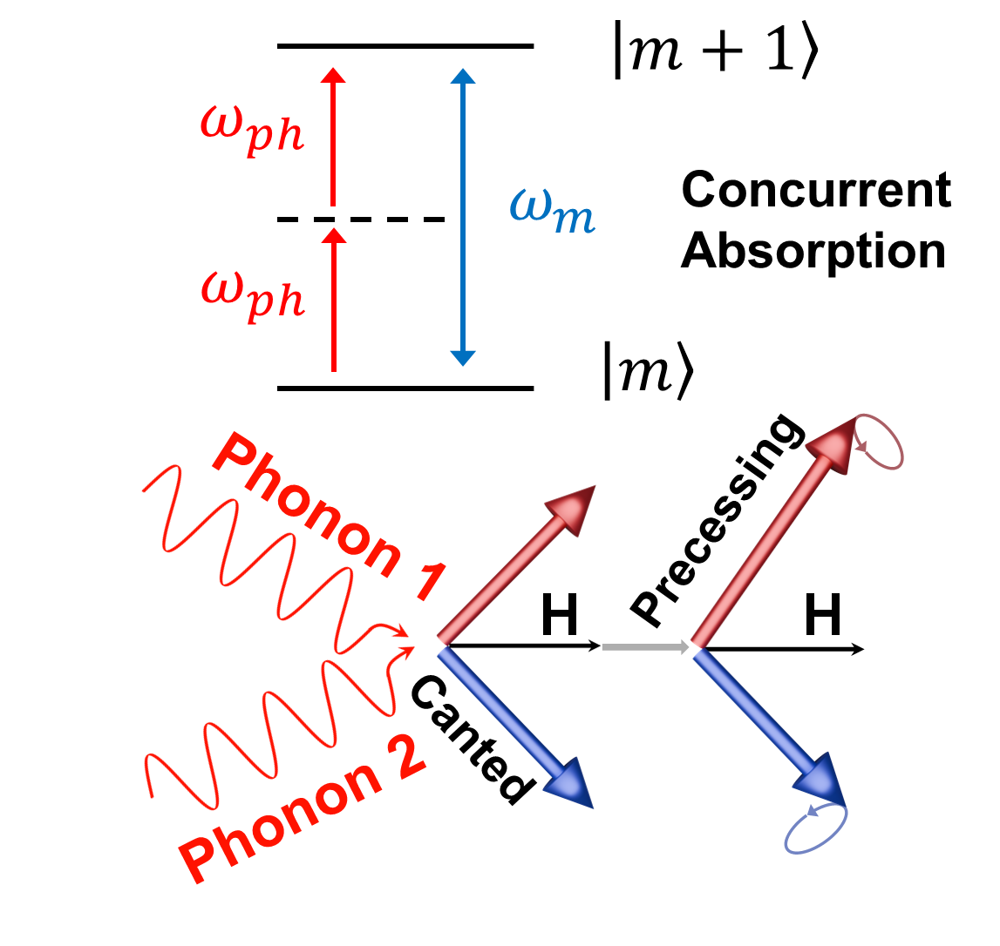 |m + 1⟩
ω_ph
Concurrent
Absorption
ω_m
ω_ph
|m⟩
Phonon 1
Precessing
H
H
Canted
Phonon 2